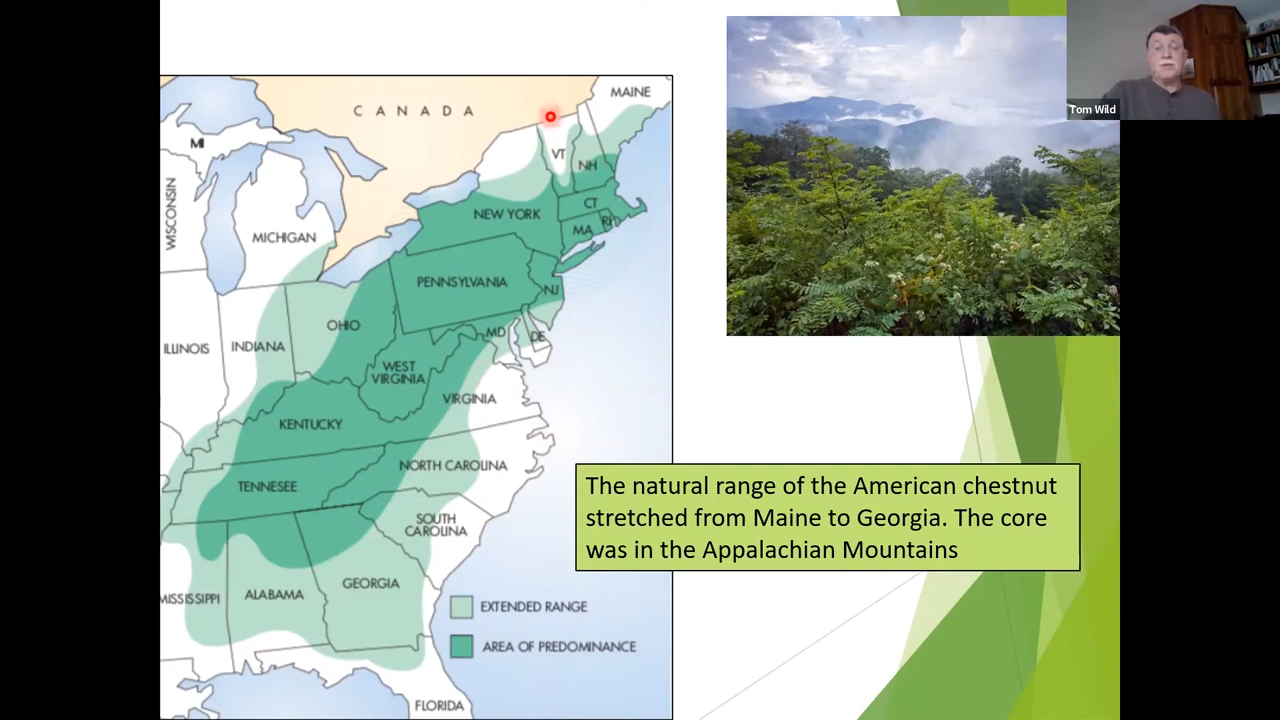 MAINE
CANADA
MI
VT
NH
WISCONSIN
CT
NEW YORK
RI
MA
MICHIGAN
PENNSYLVANIA
NJ
OHIO
MD
DE
ILLINOIS
INDIANA
WEST
VIRGINIA
VIRGINIA
KENTUCKY
NORTH CAROLINA
TENNESSEE
SOUTH
CAROLINA
GEORGIA
MISSISSIPPI
ALABAMA
EXTENDED RANGE
AREA OF PREDOMINANCE
FLORIDA
Tom Wild
The natural range of the American chestnut
stretched from Maine to Georgia. The core
was in the Appalachian Mountains